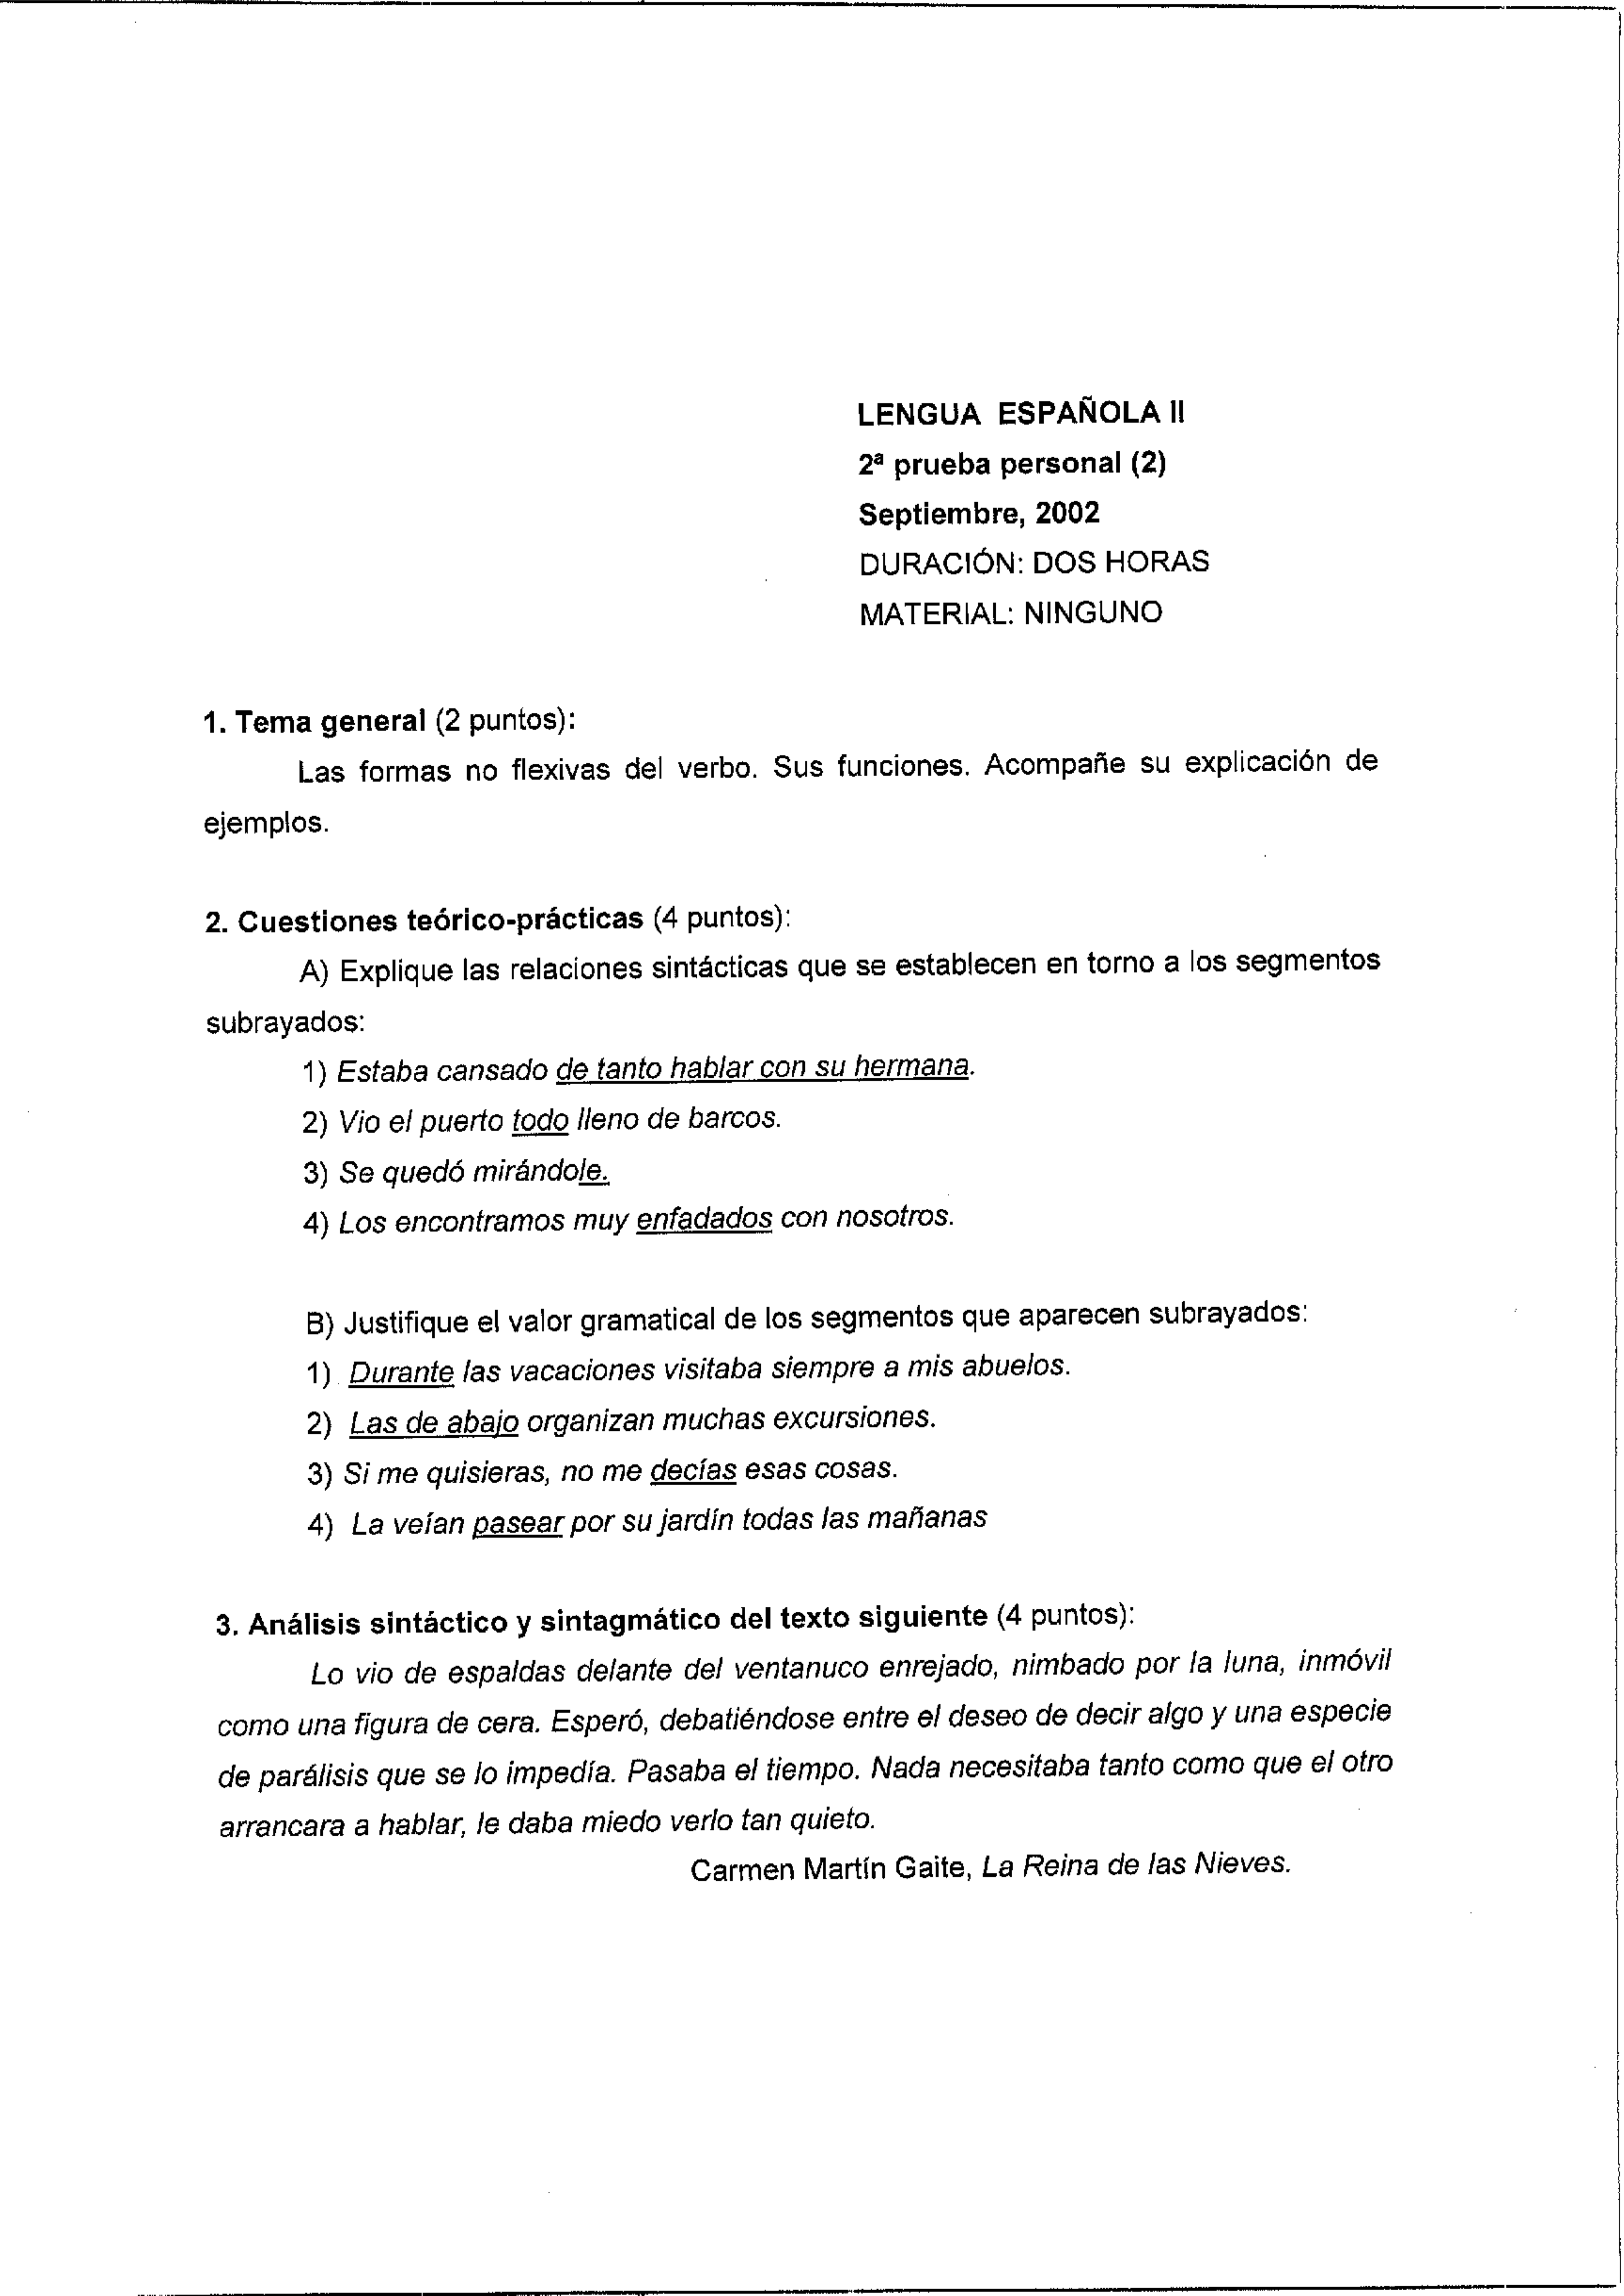 LENGUA ESPAÑOLA II
2ª prueba personal (2)
Septiembre, 2002
DURACIÓN: DOS HORAS
MATERIAL: NINGUNO
1. Tema general (2 puntos):
Las formas no flexivas del verbo. Sus funciones. Acompañe su explicación de
ejemplos.
2. Cuestiones teórico-prácticas (4 puntos):
A) Explique las relaciones sintácticas que se establecen en torno a los segmentos
subrayados:
1) Estaba cansado de tanto hablar con su hermana.
2) Vio el puerto todo lleno de barcos.
3) Se quedó mirándole.
4) Los encontramos muy enfadados con nosotros.
B) Justifique el valor gramatical de los segmentos que aparecen subrayados:
1) Durante las vacaciones visitaba siempre a mis abuelos.
2) Las de abajo organizan muchas excursiones.
3) Si me quisieras, no me decías esas cosas.
4) La veían pasear por su jardín todas las mañanas
3. Análisis sintáctico y sintagmático del texto siguiente (4 puntos):
Lo vio de espaldas delante del ventanuco enrejado, nimbado por la luna, inmóvil
como una figura de cera. Esperó, debatiéndose entre el deseo de decir algo y una especie
de parálisis que se lo impedía. Pasaba el tiempo. Nada necesitaba tanto como que el otro
arrancara a hablar, le daba miedo verlo tan quieto.
Carmen Martín Gaite, La Reina de las Nieves.